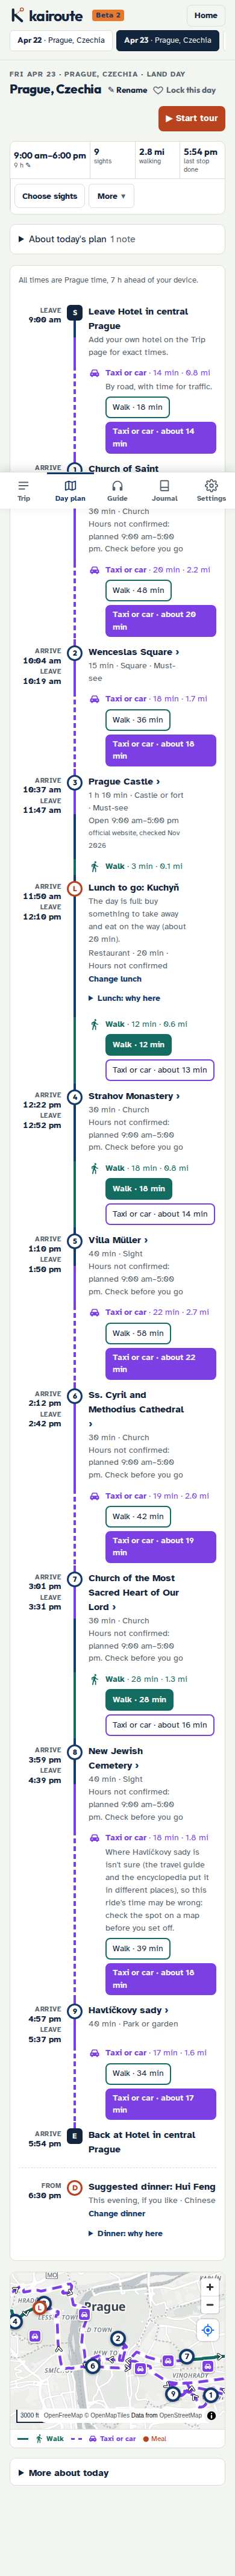 kairoute Beta 2 Home
Apr 22 · Prague, Czechia Apr 23 · Prague, Czechia
FRI APR 23 · PRAGUE, CZECHIA · LAND DAY
Prague, Czechia ✎ Rename Lock this day
▶ Start tour
9:00 am–6:00 pm
9 h ✎
9
sights
2.8 mi
walking
5:54 pm
last stop
done
Choose sights More ▾
▶ About today's plan 1 note
All times are Prague time, 7 h ahead of your device.
LEAVE
9:00 am
S
Leave Hotel in central
Prague
Add your own hotel on the Trip
page for exact times.
Taxi or car · 14 min · 0.8 mi
By road, with time for traffic.
Walk · 18 min
Taxi or car · about 14
min
ARRIVE
Church of Saint
Trip Day plan Guide Journal Settings
30 min · Church
Hours not confirmed:
planned 9:00 am–5:00
pm. Check before you go
Taxi or car · 20 min · 2.2 mi
Walk · 48 min
Taxi or car · about 20
min
ARRIVE
10:04 am
LEAVE
10:19 am
2
Wenceslas Square ›
15 min · Square · Must-
see
Taxi or car · 18 min · 1.7 mi
Walk · 36 min
Taxi or car · about 18
min
ARRIVE
10:37 am
LEAVE
11:47 am
3
Prague Castle ›
1 h 10 min · Castle or fort
· Must-see
Open 9:00 am–5:00 pm
official website, checked Nov
2026
Walk · 3 min · 0.1 mi
ARRIVE
11:50 am
LEAVE
12:10 pm
L
Lunch to go: Kuchyň
The day is full: buy
something to take away
and eat on the way (about
20 min).
Restaurant · 20 min ·
Hours not confirmed
Change lunch
▶ Lunch: why here
Walk · 12 min · 0.6 mi
Walk · 12 min
Taxi or car · about 13 min
ARRIVE
12:22 pm
LEAVE
12:52 pm
4
Strahov Monastery ›
30 min · Church
Hours not confirmed:
planned 9:00 am–5:00
pm. Check before you go
Walk · 18 min · 0.8 mi
Walk · 18 min
Taxi or car · about 14 min
ARRIVE
1:10 pm
LEAVE
1:50 pm
5
Villa Müller ›
40 min · Sight
Hours not confirmed:
planned 9:00 am–5:00
pm. Check before you go
Taxi or car · 22 min · 2.7 mi
Walk · 58 min
Taxi or car · about 22
min
ARRIVE
2:12 pm
LEAVE
2:42 pm
6
Ss. Cyril and
Methodius Cathedral
›
30 min · Church
Hours not confirmed:
planned 9:00 am–5:00
pm. Check before you go
Taxi or car · 19 min · 2.0 mi
Walk · 42 min
Taxi or car · about 19
min
ARRIVE
3:01 pm
LEAVE
3:31 pm
7
Church of the Most
Sacred Heart of Our
Lord ›
30 min · Church
Hours not confirmed:
planned 9:00 am–5:00
pm. Check before you go
Walk · 28 min · 1.3 mi
Walk · 28 min
Taxi or car · about 16 min
ARRIVE
3:59 pm
LEAVE
4:39 pm
8
New Jewish
Cemetery ›
40 min · Sight
Hours not confirmed:
planned 9:00 am–5:00
pm. Check before you go
Taxi or car · 18 min · 1.8 mi
Where Havlíčkovy sady is
isn't sure (the travel guide
and the encyclopedia put it
in different places), so this
ride's time may be wrong:
check the spot on a map
before you set off.
Walk · 39 min
Taxi or car · about 18
min
ARRIVE
4:57 pm
LEAVE
5:37 pm
9
Havlíčkovy sady ›
40 min · Park or garden
Taxi or car · 17 min · 1.6 mi
Walk · 34 min
Taxi or car · about 17
min
ARRIVE
5:54 pm
E
Back at Hotel in central
Prague
FROM
6:30 pm
D
Suggested dinner: Hui Feng
This evening, if you like · Chinese
Change dinner
▶ Dinner: why here
Prague
+
−
4
L
2
6
7
9
1
VINOHRADY
3000 ft OpenFreeMap © OpenMapTiles Data from OpenStreetMap
Walk Taxi or car Meal
▶ More about today